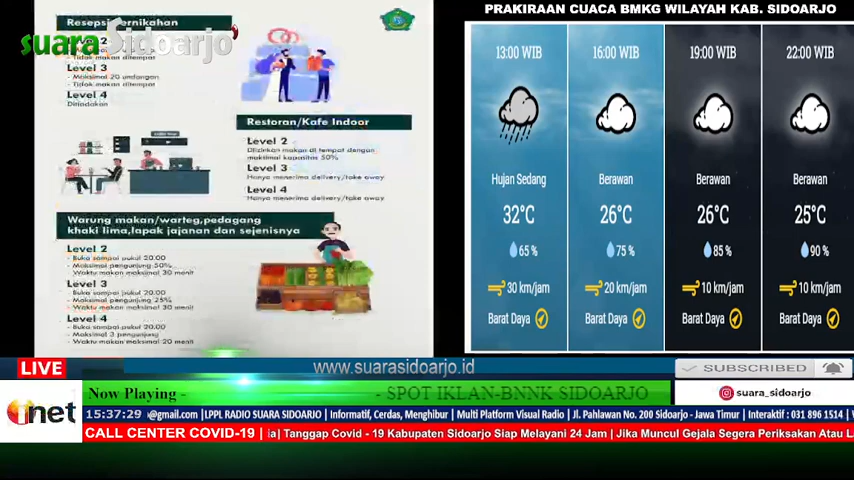 Resepsi Pernikahan
suara Sidoarjo
- Tidak makan ditempat
Level 3
- Maksimal 20 undangan
- Tidak makan ditempat
Level 4
Ditiadakan
Restoran/Kafe Indoor
Level 2
Diizinkan makan di tempat dengan
maksimal kapasitas 50%
Level 3
Hanya menerima delivery/take away
Level 4
Hanya menerima delivery/take away
Warung makan/warteg,pedagang
khaki lima,lapak jajanan dan sejenisnya
Level 2
- Buka sampai pukul 20.00
- Maksimal pengunjung 50%
- Waktu makan maksimal 30 menit
Level 3
- Buka sampai pukul 20.00
- Maksimal pengunjung 25%
- Waktu makan maksimal 30 menit
Level 4
- Buka sampai pukul 20.00
- Maksimal 3 pengunjung
- Waktu makan maksimal 20 menit
PRAKIRAAN CUACA BMKG WILAYAH KAB. SIDOARJO
13:00 WIB 16:00 WIB 19:00 WIB 22:00 WIB
Hujan Sedang Berawan Berawan Berawan
32°C 26°C 26°C 25°C
65 % 75 % 85 % 90 %
30 km/jam 20 km/jam 10 km/jam 10 km/jam
Barat Daya Barat Daya Barat Daya Barat Daya
LIVE
www.suarasidoarjo.id
SUBSCRIBED
Now Playing - - SPOT IKLAN-BNNK SIDOARJO
suara_sidoarjo
net
15:37:29 @gmail.com |LPPL RADIO SUARA SIDOARJO | Informatif, Cerdas, Menghibur | Multi Platform Visual Radio | Jl. Pahlawan No. 200 Sidoarjo - Jawa Timur | Interaktif : 031 896 1514 |
CALL CENTER COVID-19 | ia| Tanggap Covid - 19 Kabupaten Sidoarjo Siap Melayani 24 Jam | Jika Muncul Gejala Segera Periksakan Atau La